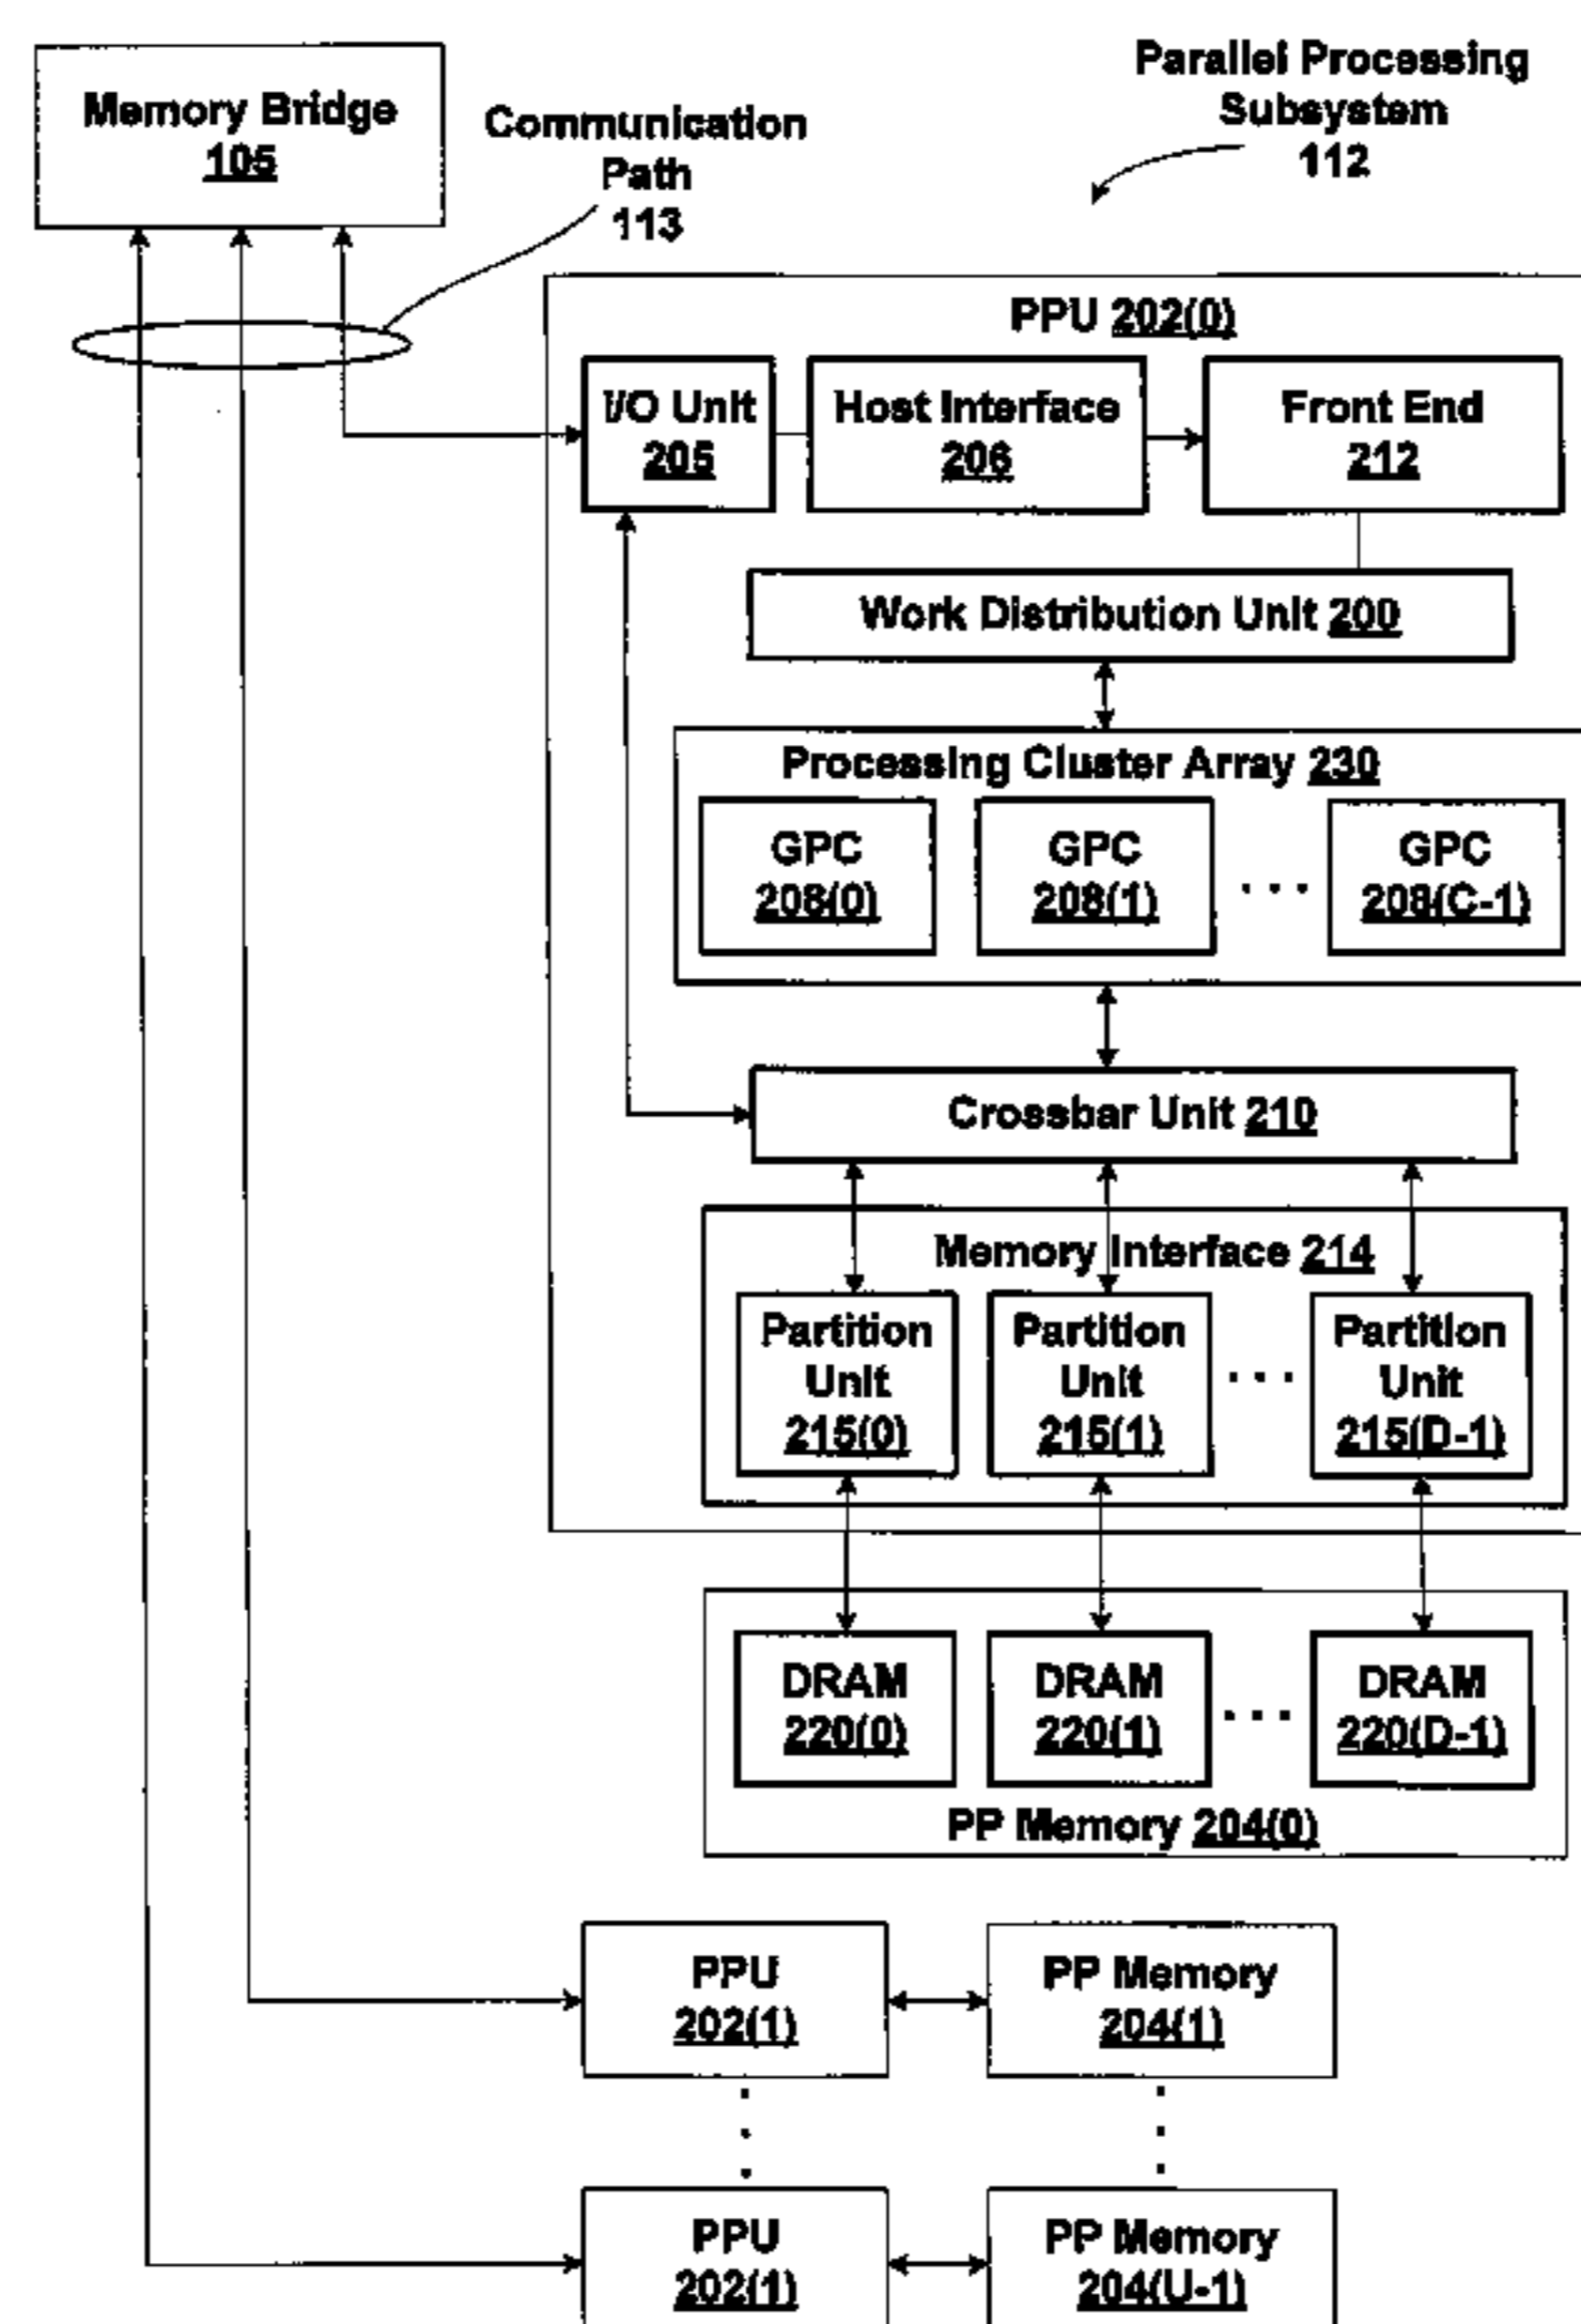 Memory Bridge
105
Communication
Path
113
Parallel Processing
Subsystem
112
PPU 202(0)
I/O Unit
205
Host Interface
206
Front End
212
Work Distribution Unit 200
Processing Cluster Array 230
GPC
208(0)
GPC
208(1)
. . .
GPC
208(C-1)
Crossbar Unit 210
Memory Interface 214
Partition
Unit
215(0)
Partition
Unit
215(1)
. . .
Partition
Unit
215(D-1)
DRAM
220(0)
DRAM
220(1)
. . .
DRAM
220(D-1)
PP Memory 204(0)
PPU
202(1)
PP Memory
204(1)
PPU
202(1)
PP Memory
204(U-1)